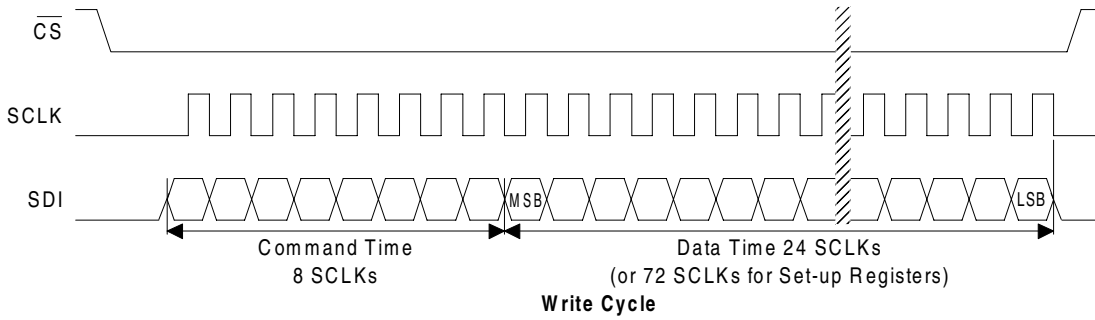 CS
SCLK
SDI
MSB
LSB
Command Time
8 SCLKs
Data Time 24 SCLKs
(or 72 SCLKs for Set-up Registers)
Write Cycle